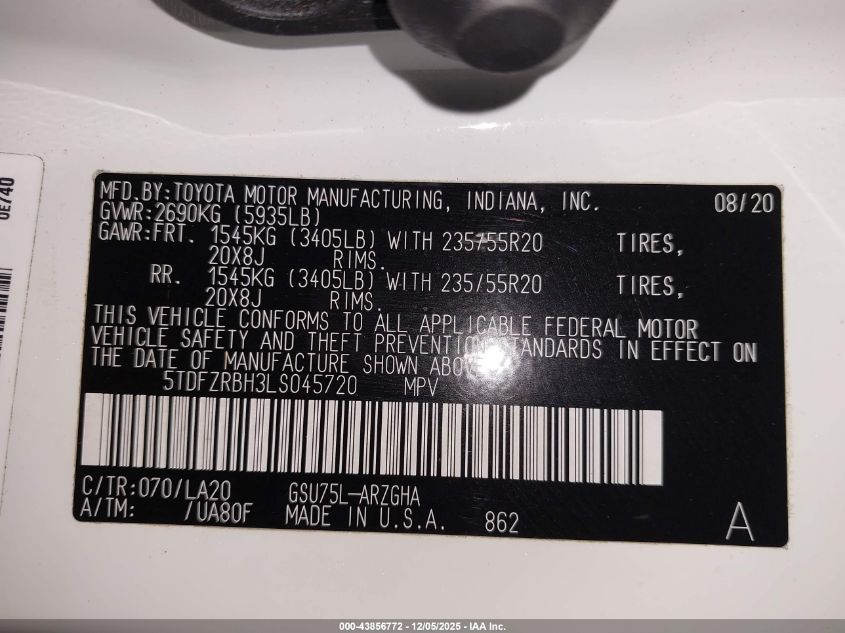 0E740
MFD.BY:TOYOTA MOTOR MANUFACTURING, INDIANA, INC. 08/20
GVWR:2690KG (5935LB)
GAWR:FRT. 1545KG (3405LB) WITH 235/55R20 TIRES,
20X8J RIMS.
RR. 1545KG (3405LB) WITH 235/55R20 TIRES,
20X8J RIMS.
THIS VEHICLE CONFORMS TO ALL APPLICABLE FEDERAL MOTOR
VEHICLE SAFETY AND THEFT PREVENTION STANDARDS IN EFFECT ON
THE DATE OF MANUFACTURE SHOWN ABOVE.
5TDFZRBH3LS045720 MPV
C/TR:070/LA20 GSU75L-ARZGHA
A/TM: /UA80F MADE IN U.S.A. 862 A
000-43856772 - 12/05/2025 - IAA Inc.